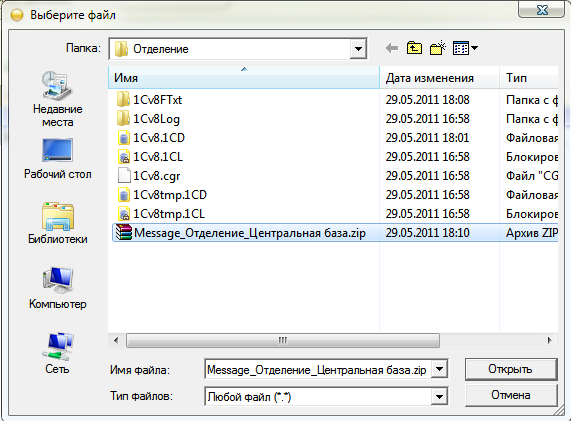 Выберите файл
Папка: Отделение
Имя Дата изменения Тип
1Cv8FTxt 29.05.2011 18:08 Папка с ф
1Cv8Log 29.05.2011 16:58 Папка с ф
1Cv8.1CD 29.05.2011 18:01 Файловая
1Cv8.1CL 29.05.2011 16:58 Блокиров
1Cv8.cgr 29.05.2011 16:58 Файл "CG
1Cv8tmp.1CD 29.05.2011 16:58 Файловая
1Cv8tmp.1CL 29.05.2011 16:58 Блокиров
Message_Отделение_Центральная база.zip 29.05.2011 18:10 Архив ZIP
Недавние
места
Рабочий стол
Библиотеки
Компьютер
Сеть
Имя файла: Message_Отделение_Центральная база.zip Открыть
Тип файлов: Любой файл (*.*) Отмена